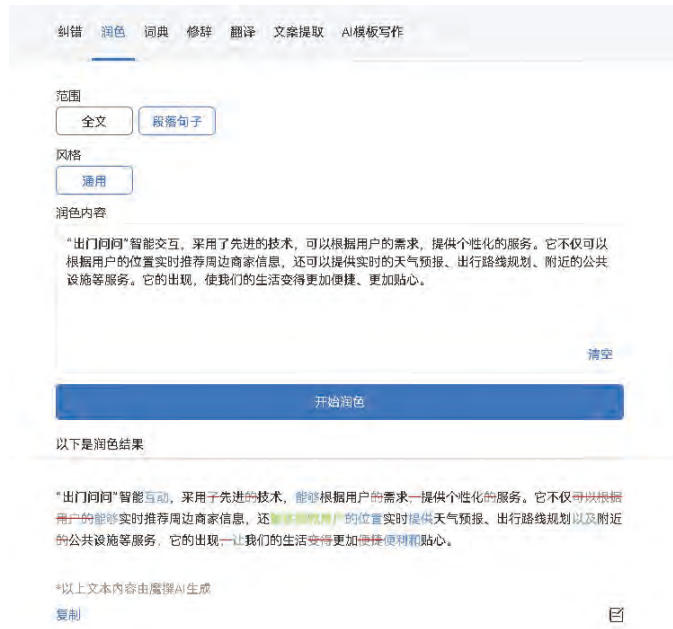 纠错 润色 词典 修辞 翻译 文案提取 AI模板写作
范围
全文 段落句子
风格
通用
润色内容
“出门问问”智能交互，采用了先进的技术，可以根据用户的需求，提供个性化的服务。它不仅可以
根据用户的位置实时推荐周边商家信息，还可以提供实时的天气预报、出行路线规划、附近的公共
设施等服务。它的出现，使我们的生活变得更加便捷、更加贴心。
清空
开始润色
以下是润色结果
“出门问问”智能互动，采用了先进的技术，能够根据用户的需求，提供个性化的服务。它不仅可以根据
用户的能够实时推荐周边商家信息，还能够根据用户的位置实时提供天气预报、出行路线规划以及附近
的公共设施等服务。它的出现，让我们的生活变得更加便捷便利和贴心。
*以上文本内容由魔撰AI生成
复制